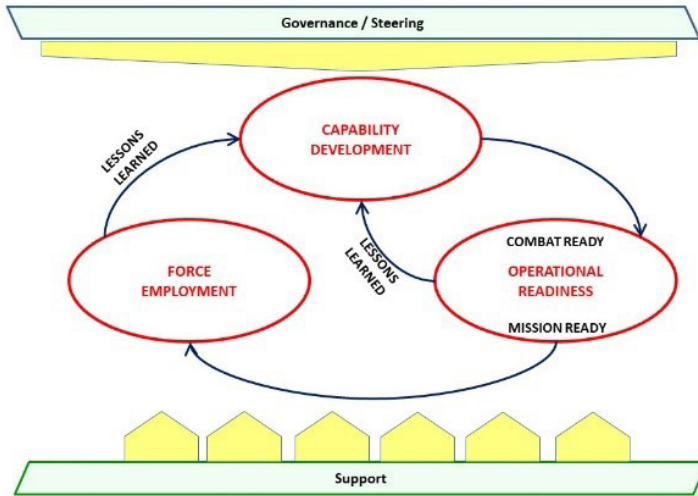 Governance / Steering
CAPABILITY
DEVELOPMENT
LESSONS
LEARNED
LESSONS
LEARNED
FORCE
EMPLOYMENT
COMBAT READY
OPERATIONAL
READINESS
MISSION READY
Support